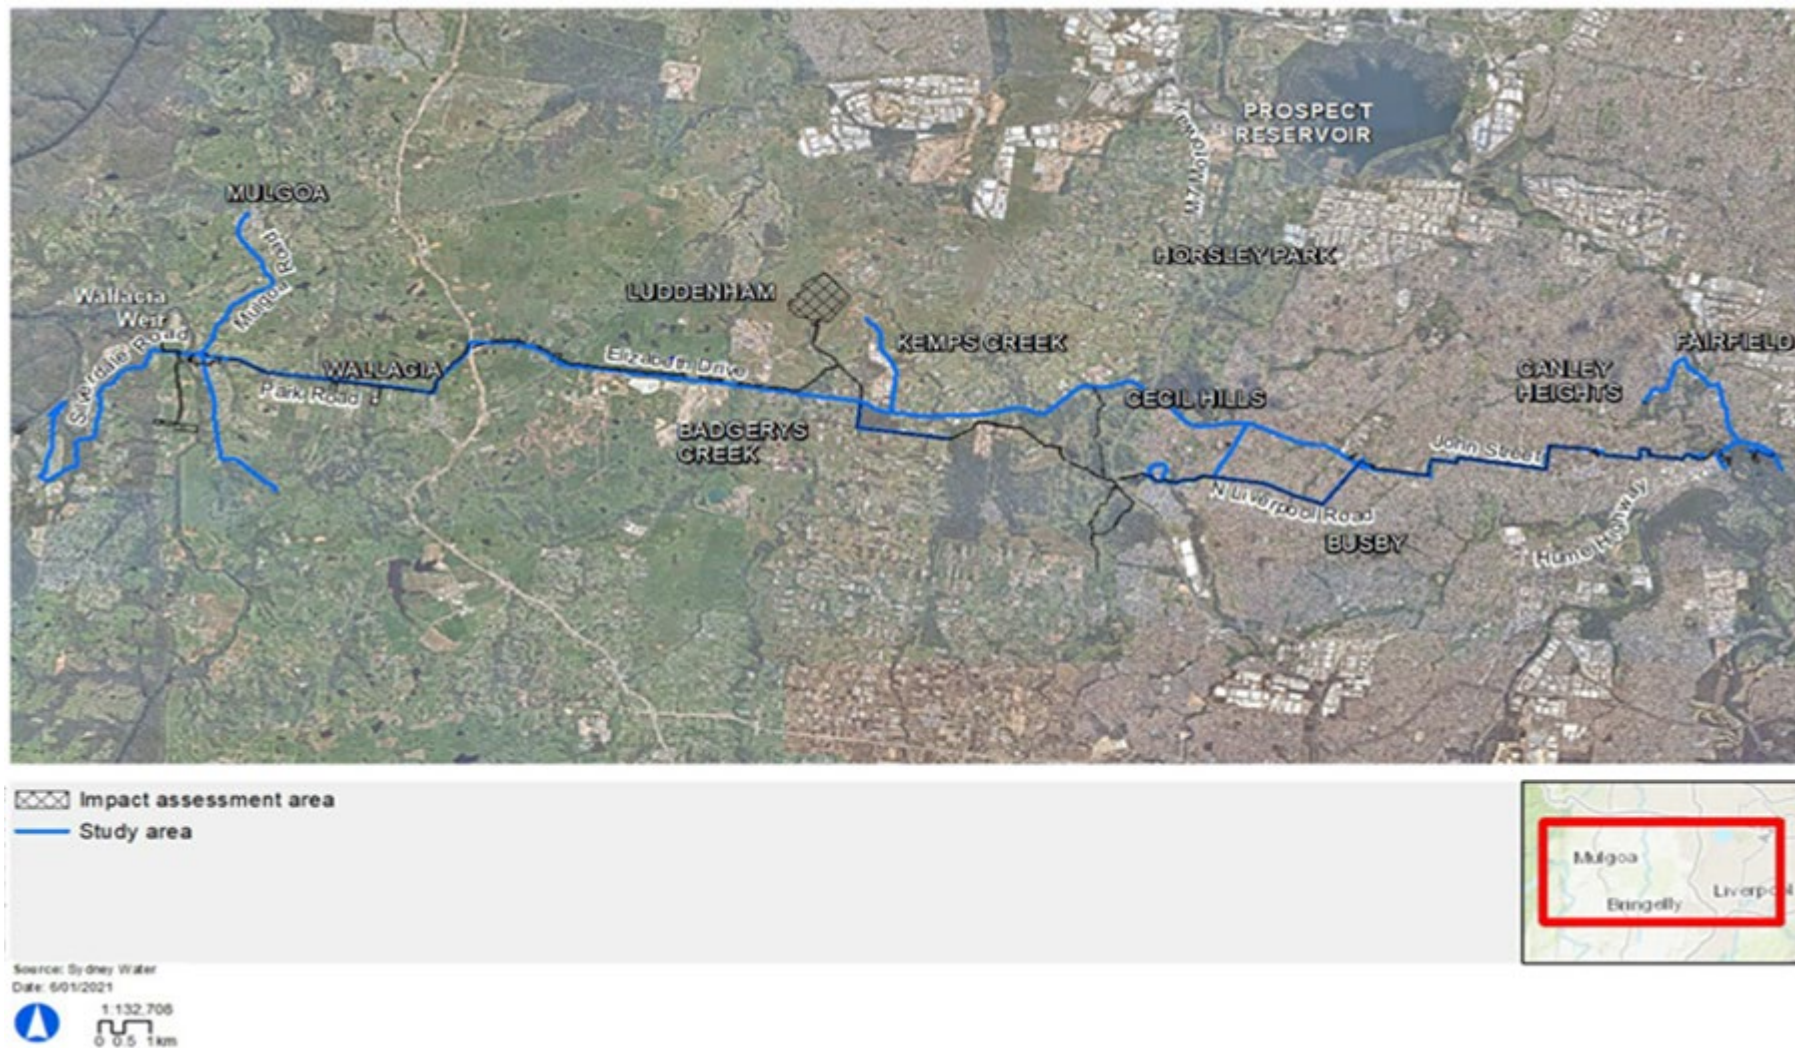 PROSPECT
RESERVOIR
M7 Motorway
MULGOA
Mulgoa Road
HORSLEY PARK
LUDDENHAM
Wallacia
Weir
Silverdale Road
KEMPS CREEK
FAIRFIELD
Elizabeth Drive
WALLACIA
Park Road
CANLEY
HEIGHTS
CECIL HILLS
BADGERYS
CREEK
John Street
N Liverpool Road
BUSBY
Hume Highway
Impact assessment area
Study area
Mulgoa
Liverpool
Bringelly
Source: Sydney Water
Date: 6/01/2021
1:132,706
0 0.5 1km